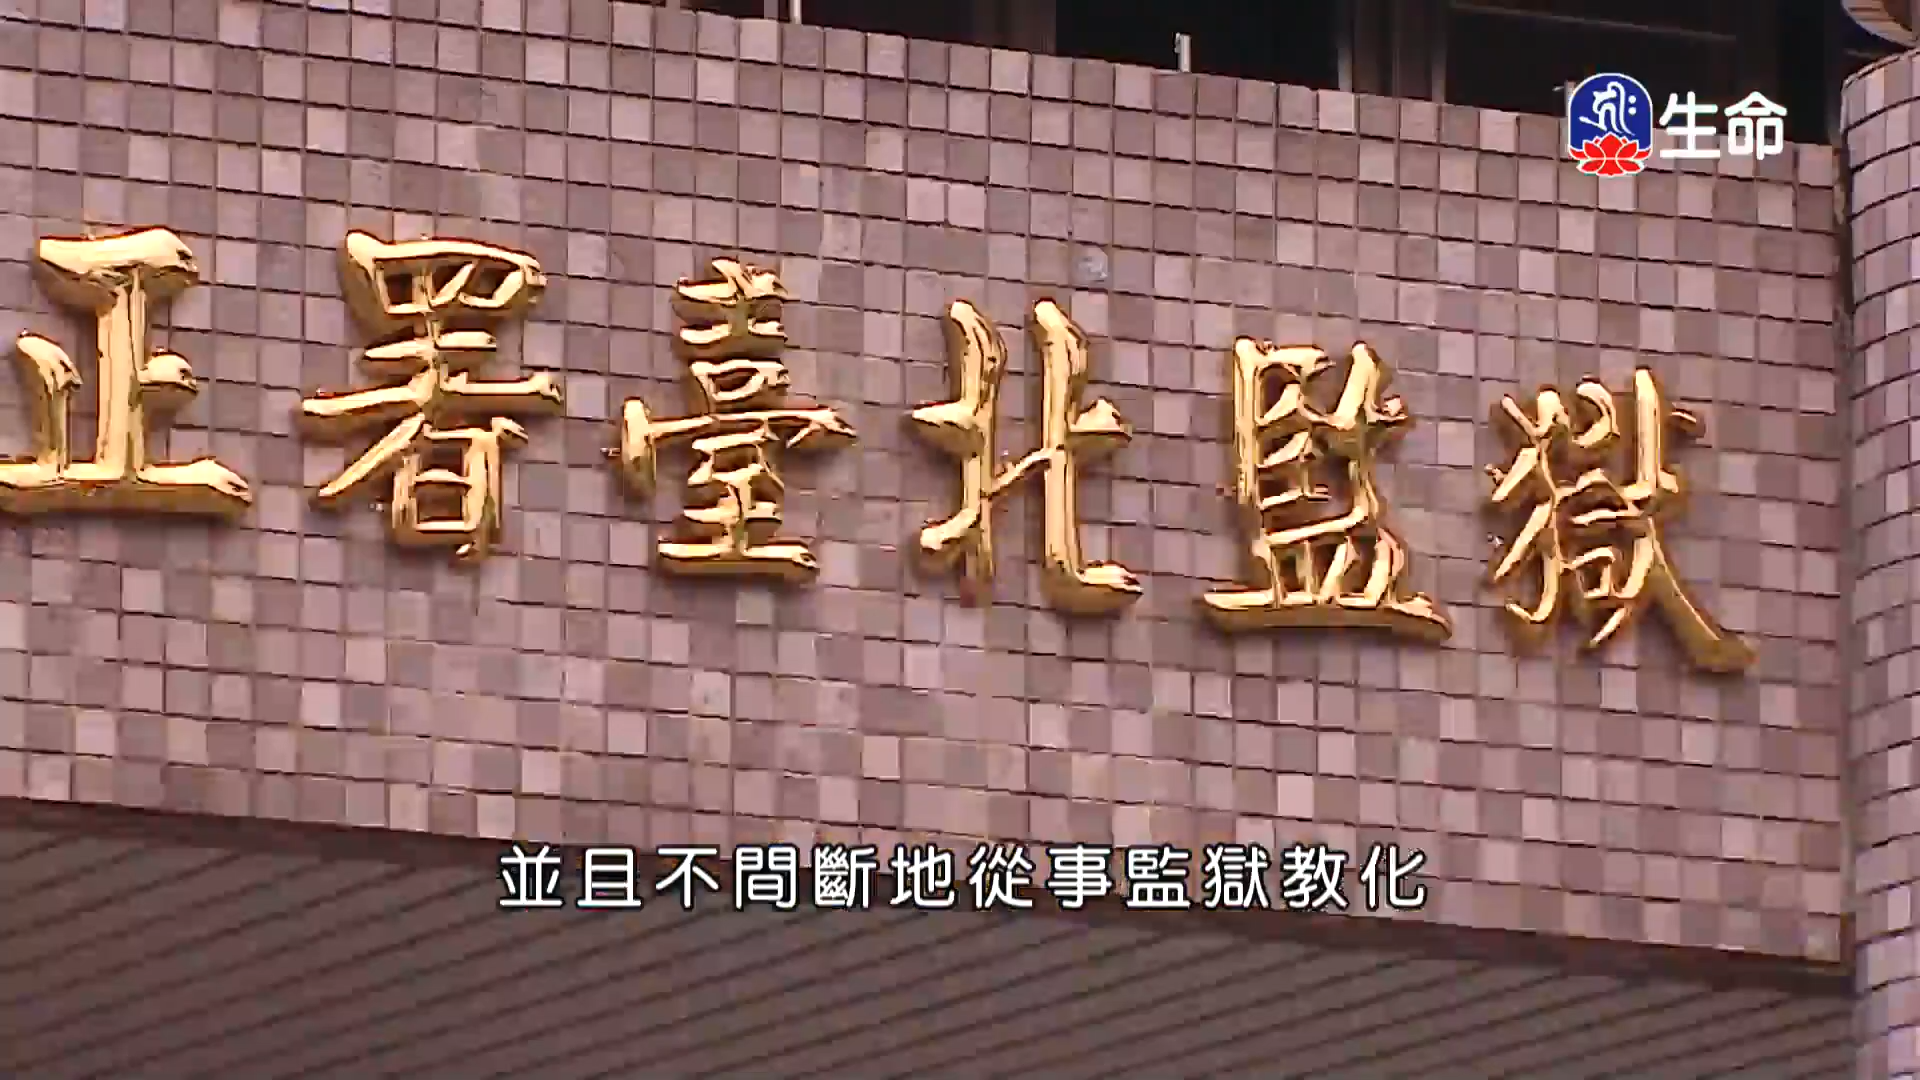 生命
正署臺北監獄
並且不間斷地從事監獄教化